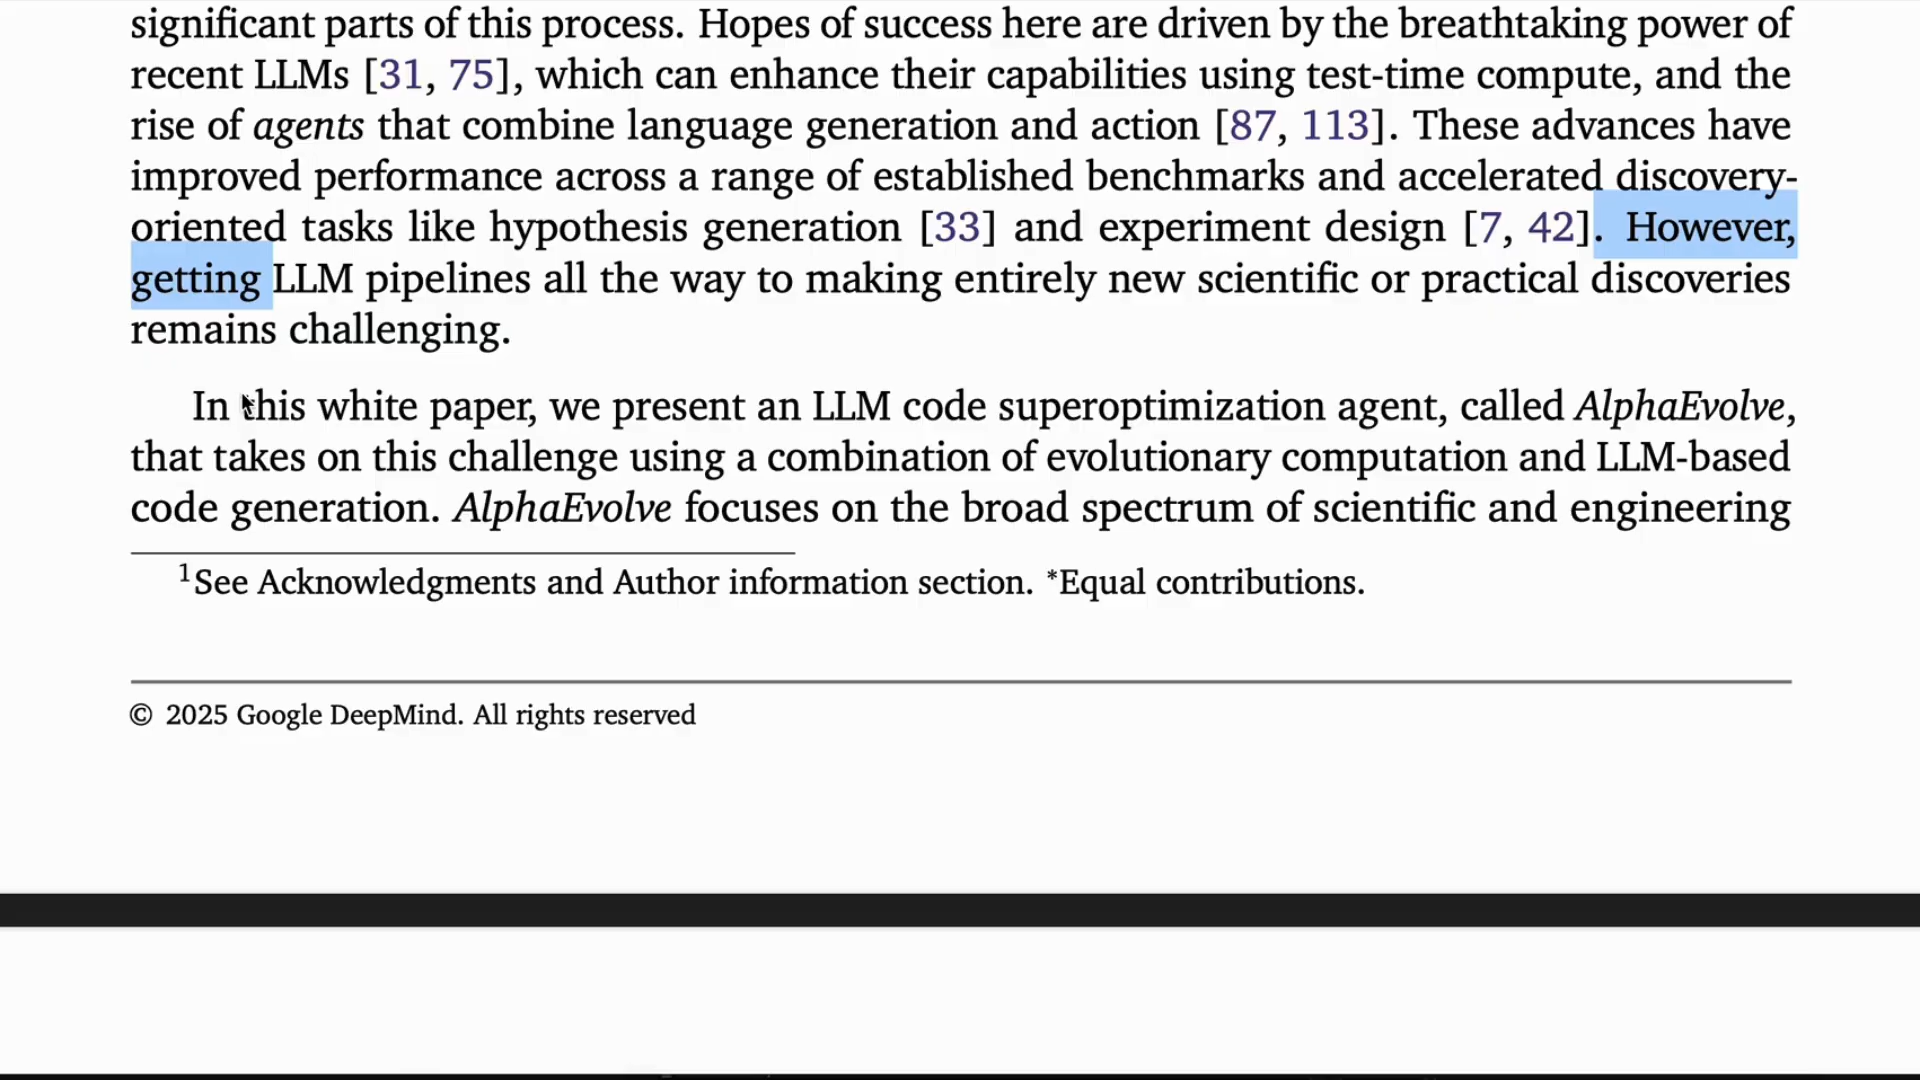 significant parts of this process. Hopes of success here are driven by the breathtaking power of
recent LLMs [31, 75], which can enhance their capabilities using test-time compute, and the
rise of agents that combine language generation and action [87, 113]. These advances have
improved performance across a range of established benchmarks and accelerated discovery-
oriented tasks like hypothesis generation [33] and experiment design [7, 42]. However,
getting LLM pipelines all the way to making entirely new scientific or practical discoveries
remains challenging.
In this white paper, we present an LLM code superoptimization agent, called AlphaEvolve,
that takes on this challenge using a combination of evolutionary computation and LLM-based
code generation. AlphaEvolve focuses on the broad spectrum of scientific and engineering
1See Acknowledgments and Author information section. *Equal contributions.
© 2025 Google DeepMind. All rights reserved